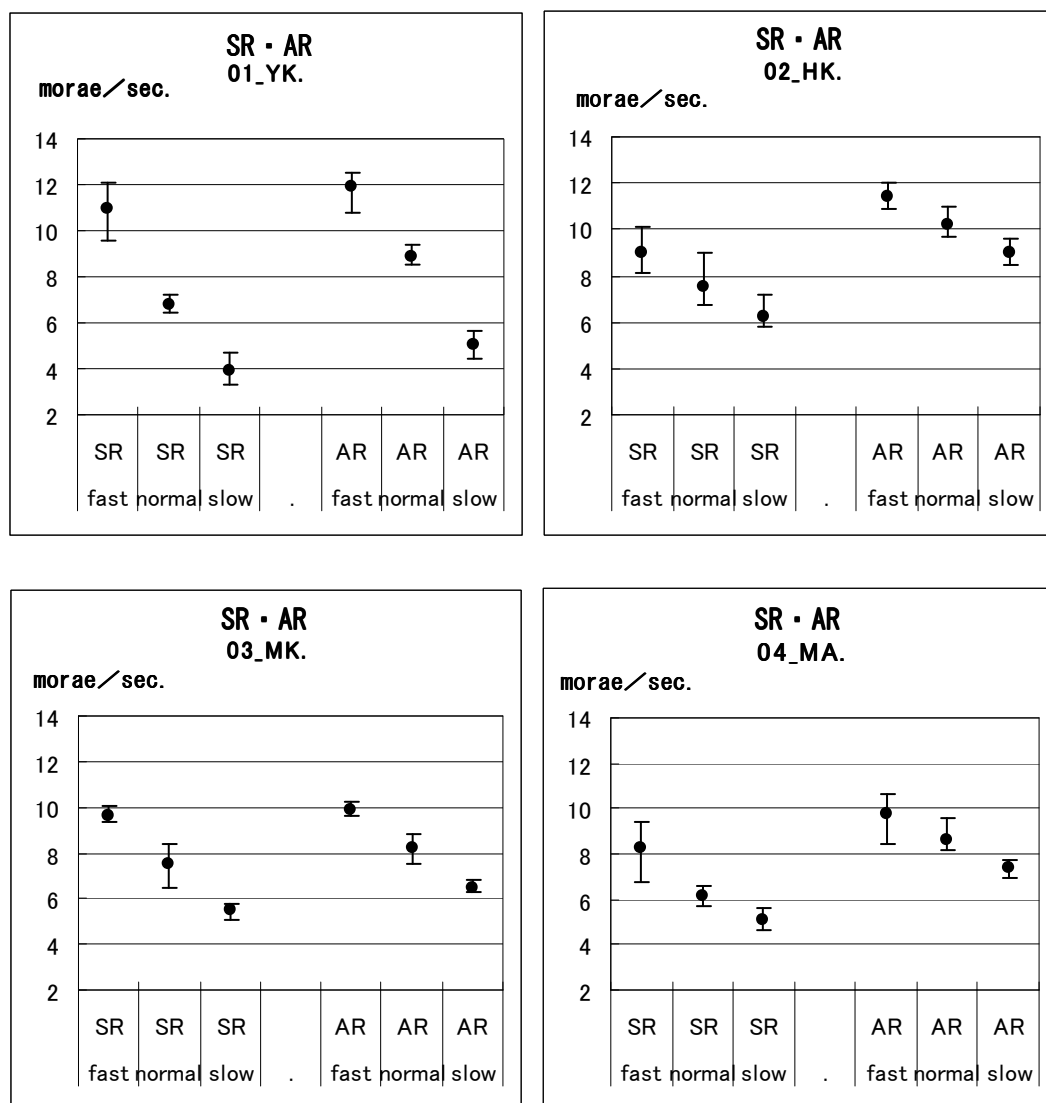 SR・AR
01_YK.
morae／sec.
14
12
10
8
6
4
2
SR SR SR AR AR AR
fast normal slow . fast normal slow
SR・AR
02_HK.
morae／sec.
14
12
10
8
6
4
2
SR SR SR AR AR AR
fast normal slow . fast normal slow
SR・AR
03_MK.
morae／sec.
14
12
10
8
6
4
2
SR SR SR AR AR AR
fast normal slow . fast normal slow
SR・AR
04_MA.
morae／sec.
14
12
10
8
6
4
2
SR SR SR AR AR AR
fast normal slow . fast normal slow